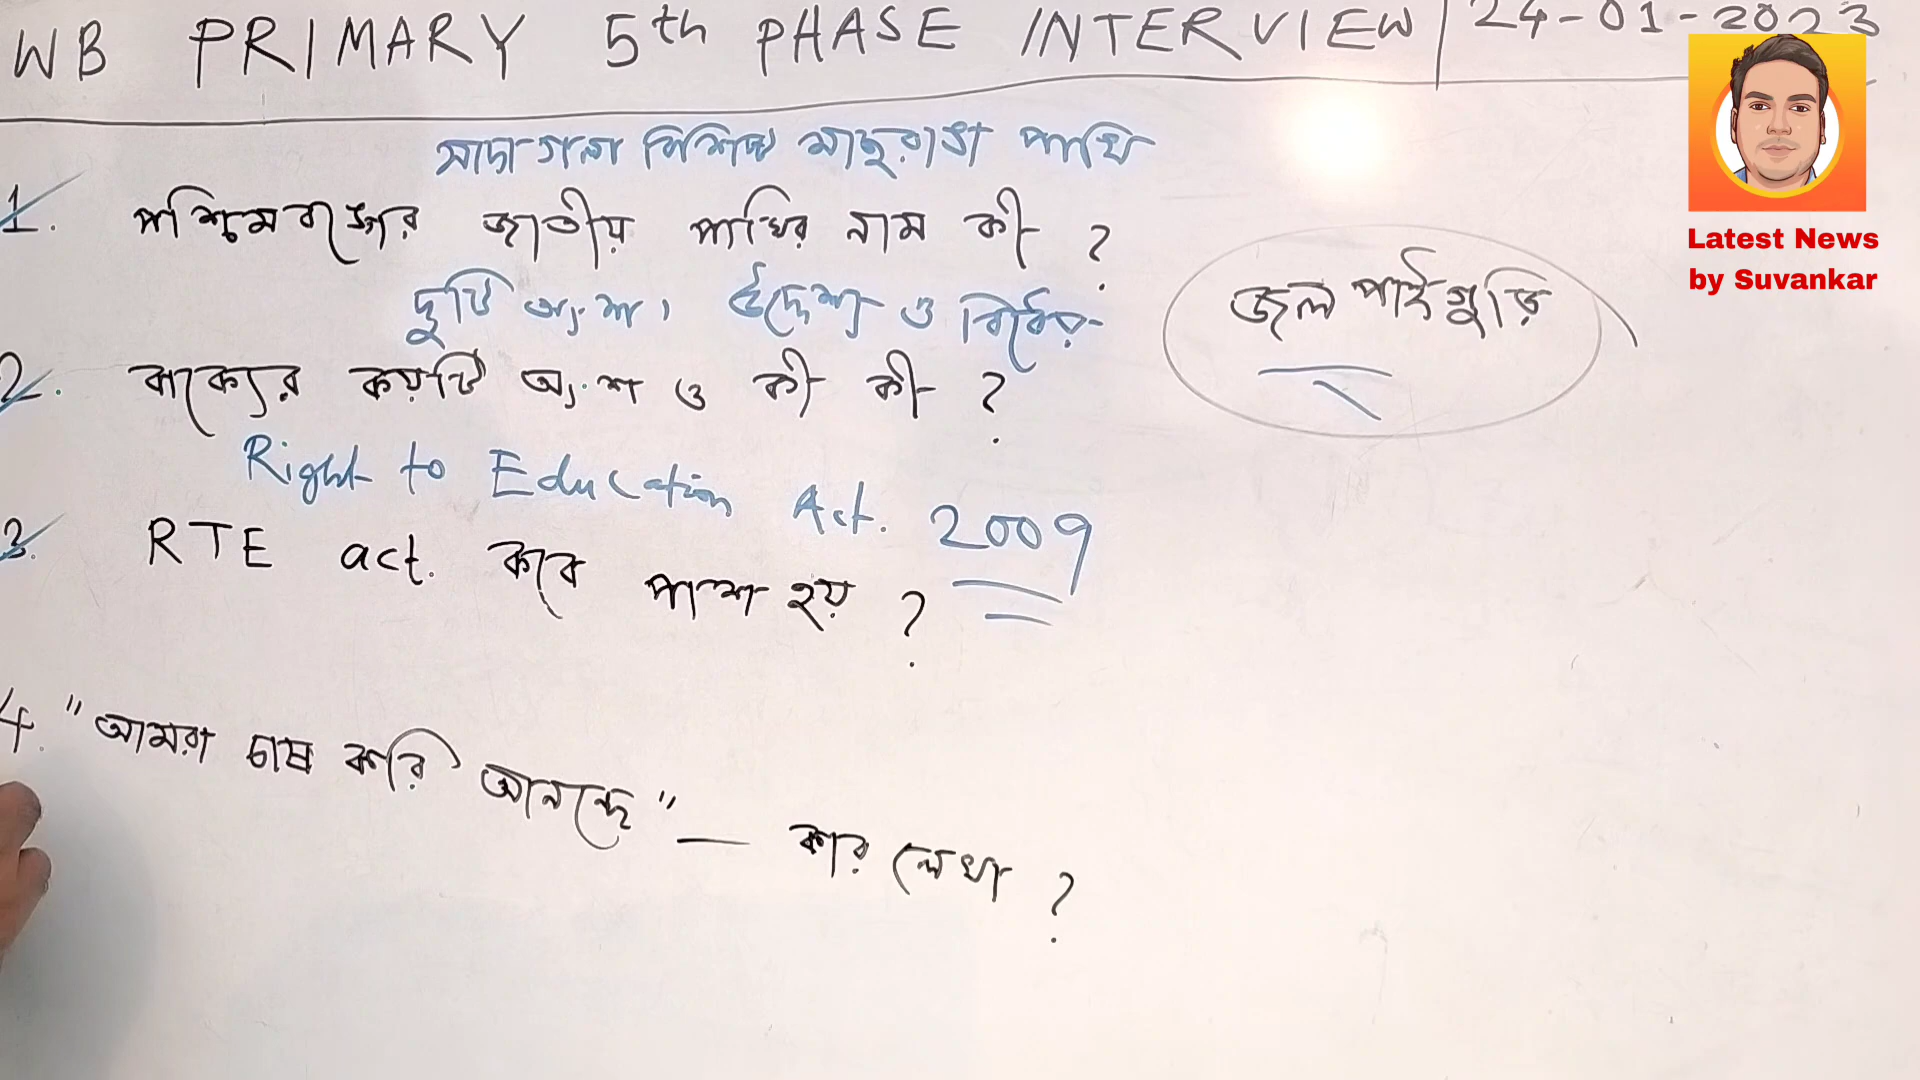 WB PRIMARY 5th PHASE INTERVIEW | 24-01-2023
Latest News
by Suvankar
সাদা গলা বিশিষ্ট মাছরাঙা পাখি
1. পশ্চিমবঙ্গের জাতীয় পাখির নাম কী ?
জলপাইগুড়ি
দুটি অংশ, উদ্দেশ্য ও বিধেয়
2. বাক্যের কয়টি অংশ ও কী কী ?
Right to Education Act. 2009
3. RTE act. কবে পাশ হয় ?
4. "আমরা চাষ করি আনন্দে" — কার লেখা ?